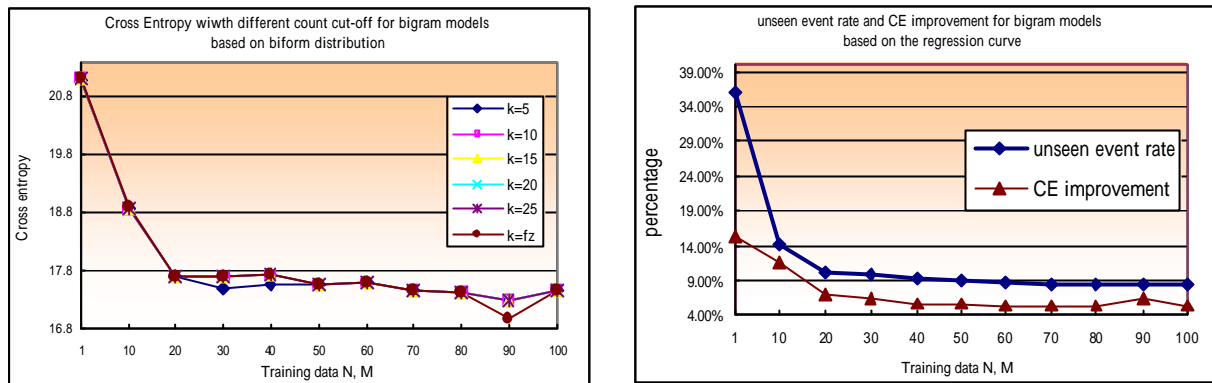 Cross Entropy wiwth different count cut-off for bigram models
based on biform distribution
20.8
19.8
18.8
17.8
16.8
Cross entropy
k=5
k=10
k=15
k=20
k=25
k=fz
1 10 20 30 40 50 60 70 80 90 100
Training data N, M
unseen event rate and CE improvement for bigram models
based on the regression curve
39.00%
34.00%
29.00%
24.00%
19.00%
14.00%
9.00%
4.00%
percentage
unseen event rate
CE improvement
1 10 20 30 40 50 60 70 80 90 100
Training data N, M